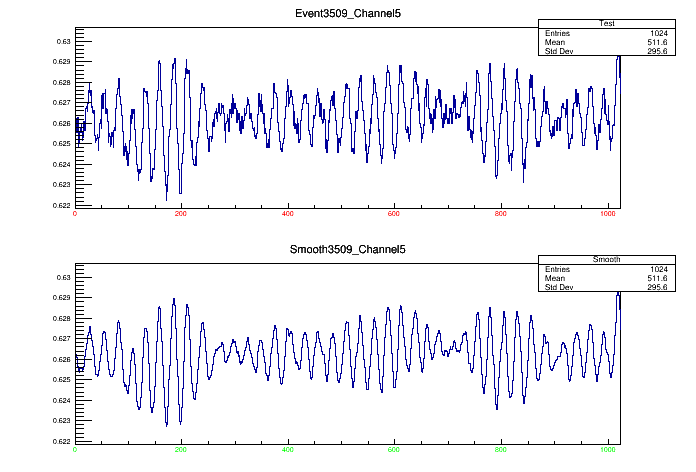 Event3509_Channel5
Test
Entries 1024
Mean 511.6
Std Dev 295.6
0.63
0.629
0.628
0.627
0.626
0.625
0.624
0.623
0.622
0 200 400 600 800 1000
Smooth3509_Channel5
Smooth
Entries 1024
Mean 511.6
Std Dev 295.6
0.63
0.629
0.628
0.627
0.626
0.625
0.624
0.623
0.622
0 200 400 600 800 1000